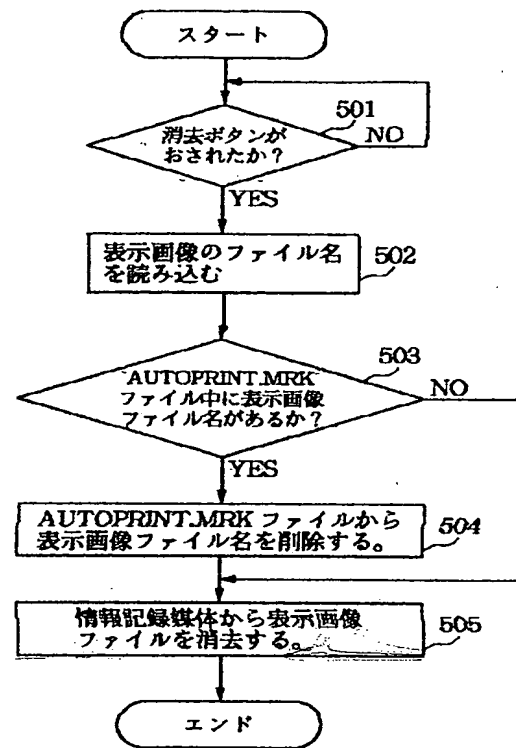 スタート
501
消去ボタンが
おされたか？
NO
YES
表示画像のファイル名
を読み込む
502
503
AUTOPRINT.MRK
ファイル中に表示画像
ファイル名があるか？
NO
YES
AUTOPRINT.MRK ファイルから
表示画像ファイル名を削除する。
504
情報記録媒体から表示画像
ファイルを消去する。
505
エンド